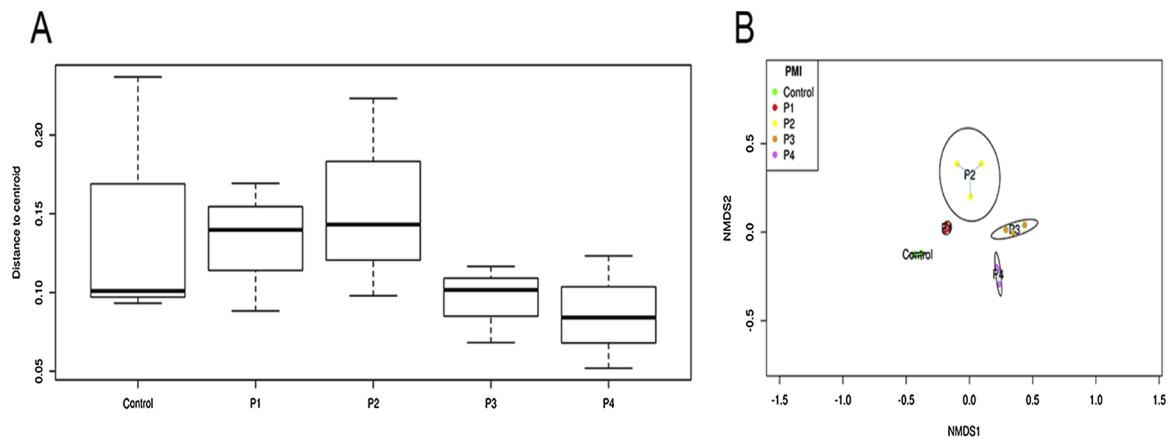 A
Distance to centroid
0.20
0.15
0.10
0.05
Control P1 P2 P3 P4
B
PMI
Control
P1
P2
P3
P4
NMDS2
0.5
0.0
-0.5
P2
P3
Control
P4
-1.5 -1.0 -0.5 0.0 0.5 1.0 1.5
NMDS1